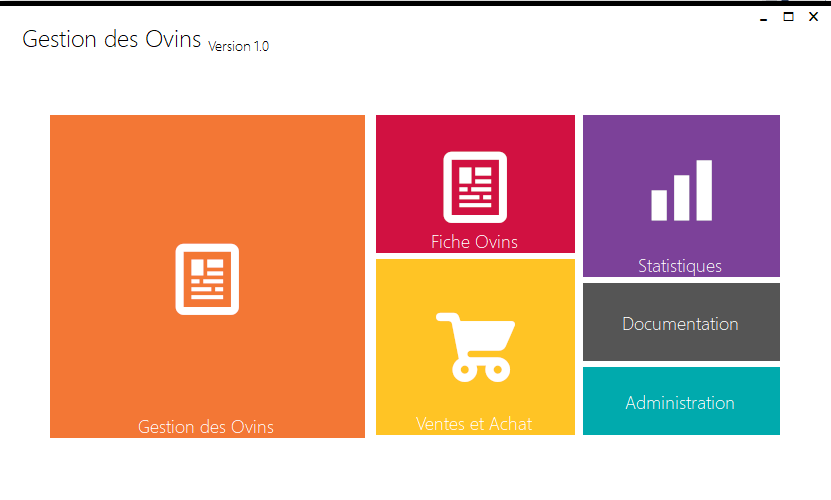 Gestion des Ovins Version 1.0
Fiche Ovins
Statistiques
Documentation
Administration
Gestion des Ovins
Ventes et Achat